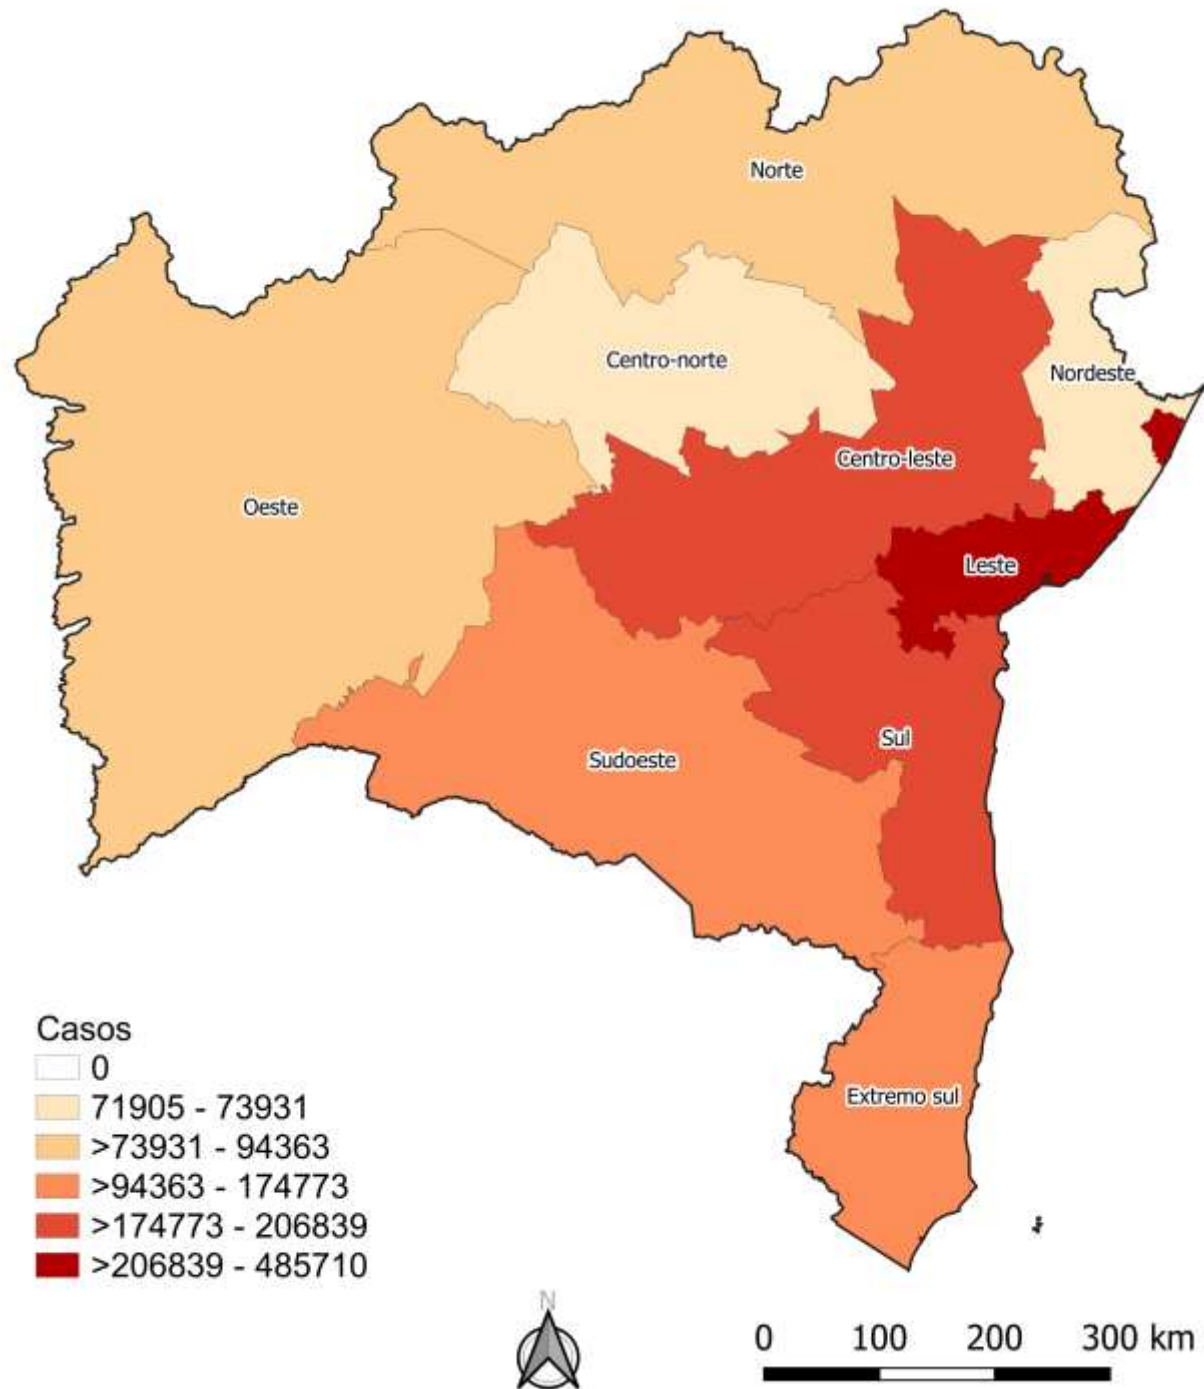 Norte
Centro-norte
Nordeste
Centro-leste
Oeste
Leste
Sul
Sudoeste
Extremo sul
Casos
0
71905 - 73931
>73931 - 94363
>94363 - 174773
>174773 - 206839
>206839 - 485710
N
0 100 200 300 km